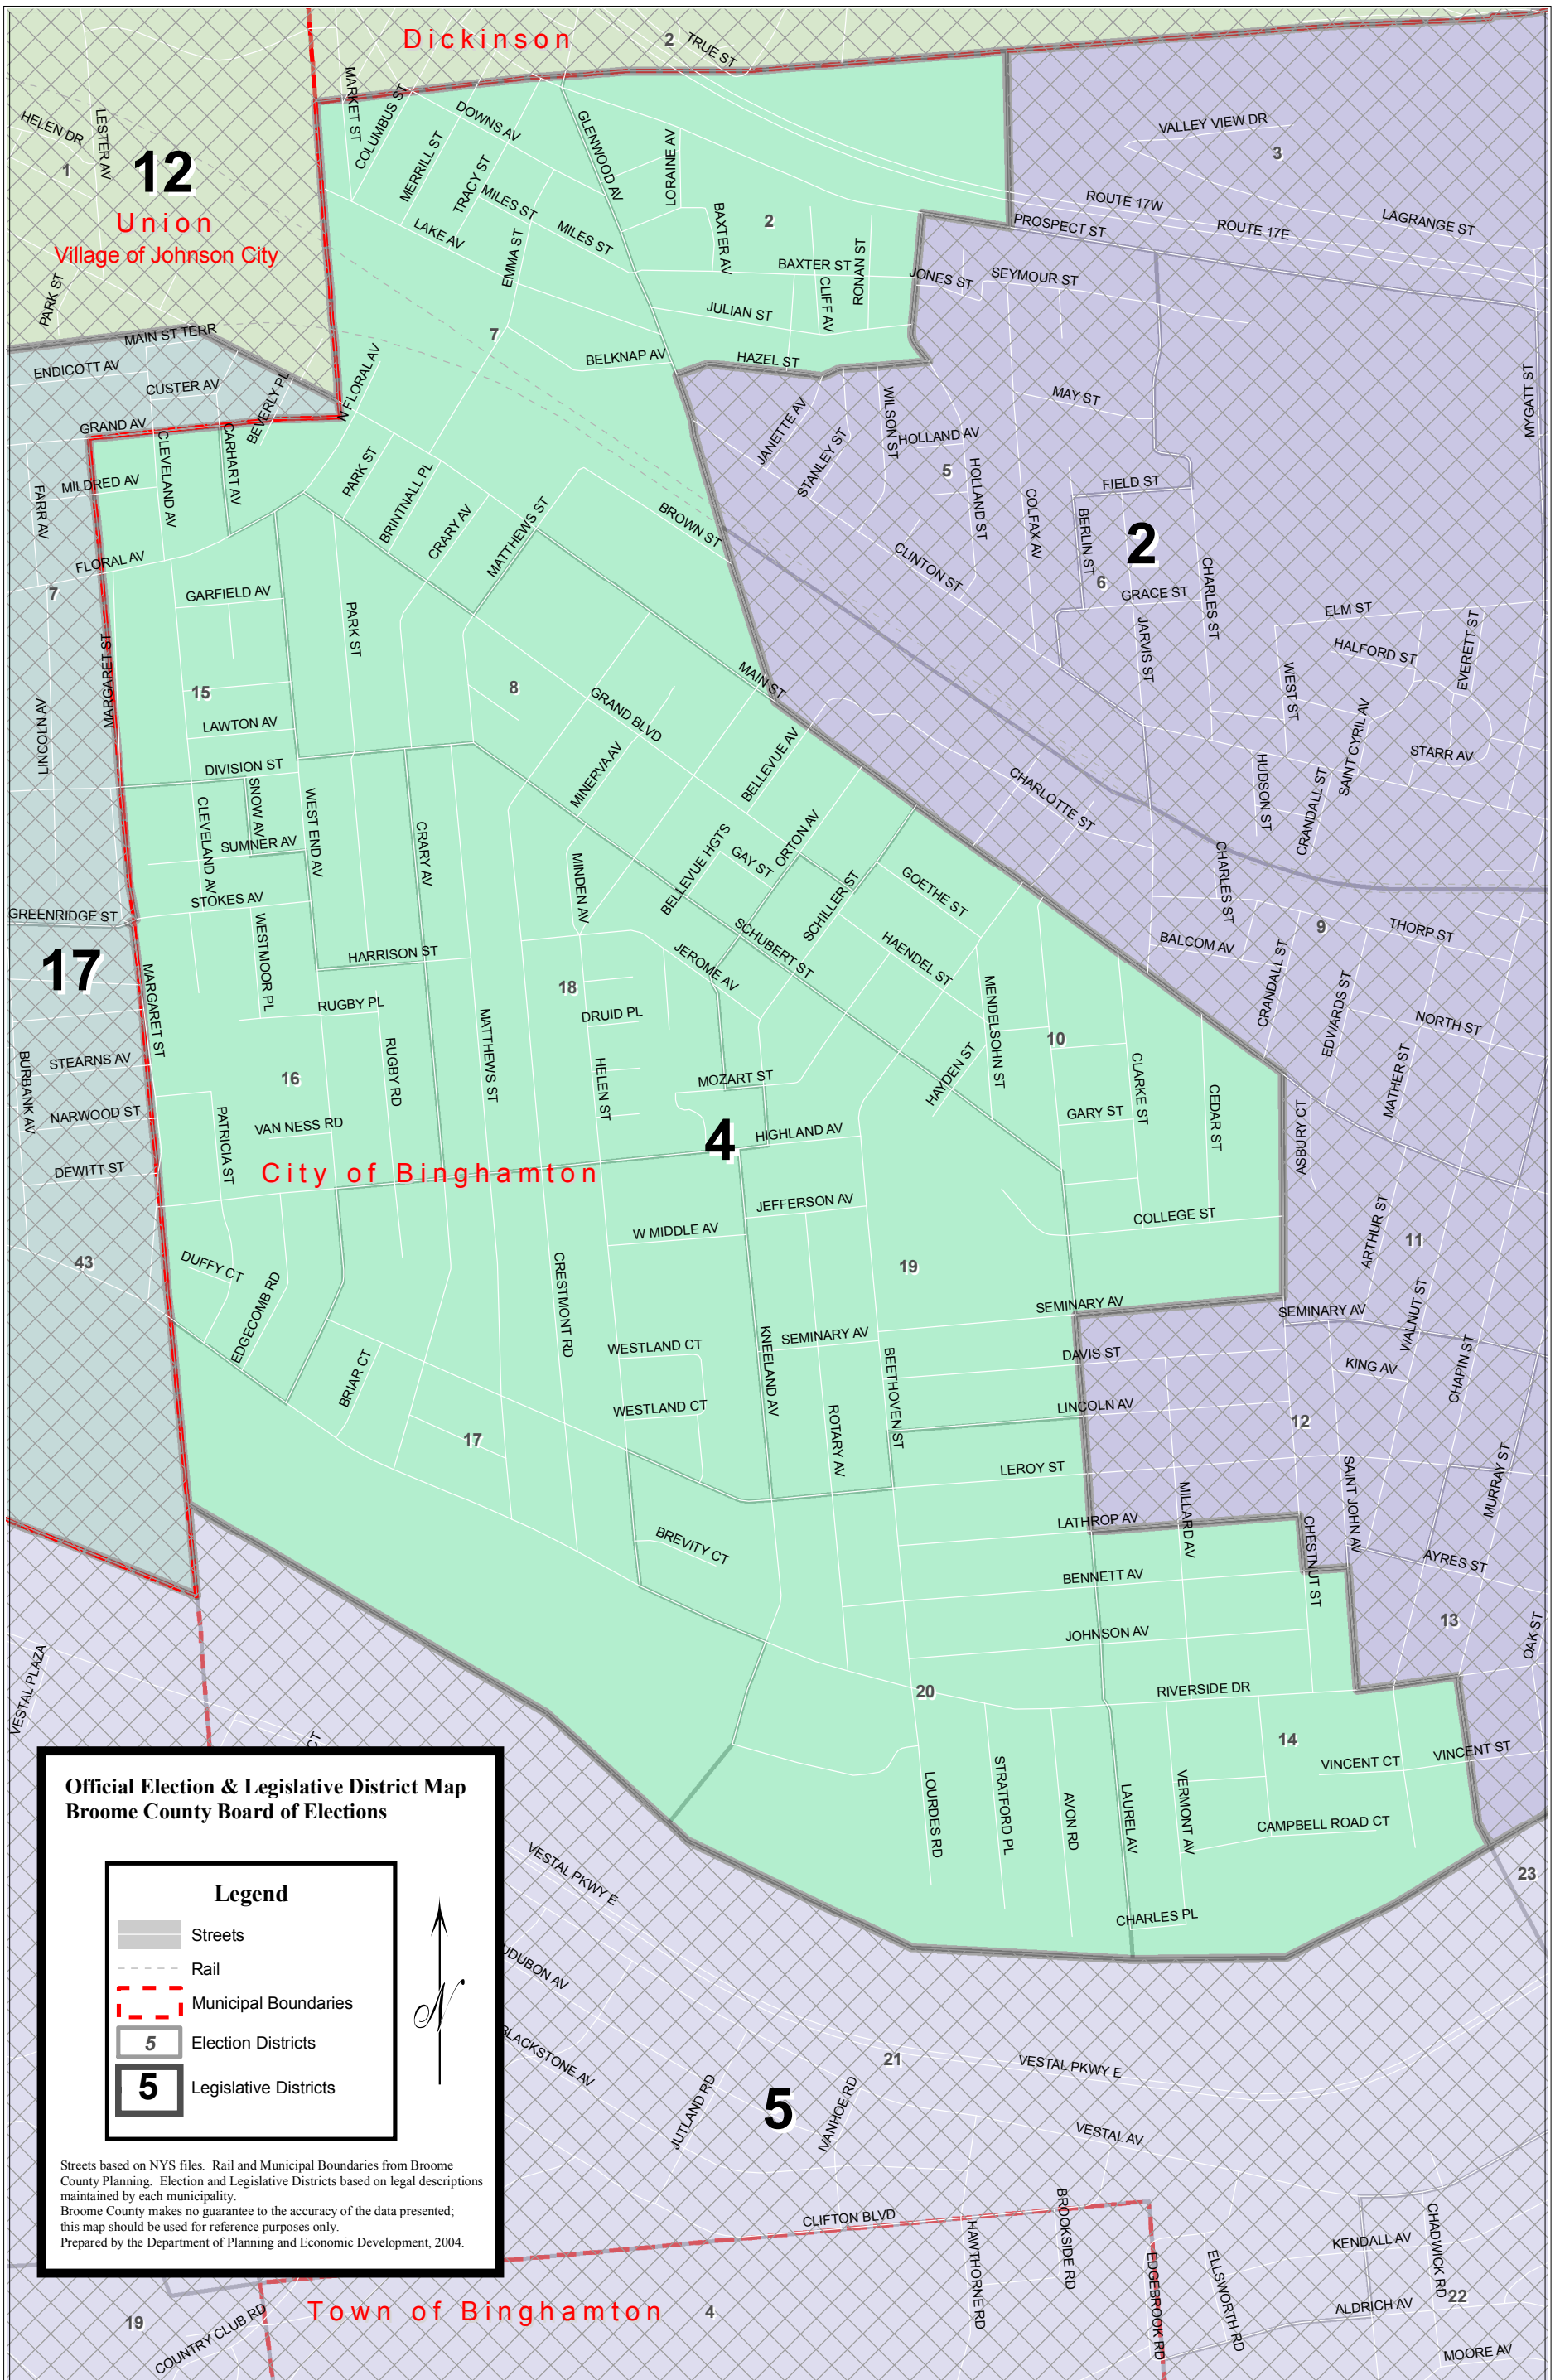 Dickinson
2
TRUE ST
MARKET ST
COLUMBUS ST
DOWNS AV
GLENWOOD AV
HELEN DR
LESTER AV
1
12
Union
Village of Johnson City
PARK ST
MERRILL ST
TRACY ST
MILES ST
MILES ST
LAKE AV
EMMA ST
LORAINE AV
BAXTER AV
2
BAXTER ST
RONAN ST
CLIFF AV
JULIAN ST
HAZEL ST
BELKNAP AV
7
VALLEY VIEW DR
3
ROUTE 17W
ROUTE 17E
LAGRANGE ST
PROSPECT ST
JONES ST
SEYMOUR ST
MYGATT ST
MAY ST
MAIN ST TERR
ENDICOTT AV
CUSTER AV
BEVERLY PL
GRAND AV
N FLORAL AV
CARHART AV
CLEVELAND AV
MILDRED AV
FARR AV
FLORAL AV
7
PARK ST
BRINTNALL PL
CRARY AV
MATTHEWS ST
BROWN ST
JANETTE AV
STANLEY ST
WILSON ST
HOLLAND AV
5
HOLLAND ST
COLFAX AV
CLINTON ST
FIELD ST
BERLIN ST
2
6
GRACE ST
CHARLES ST
JARVIS ST
ELM ST
HALFORD ST
EVERETT ST
WEST ST
SAINT CYRIL AV
STARR AV
HUDSON ST
CRANDALL ST
CHARLOTTE ST
CHARLES ST
GARFIELD AV
PARK ST
MARGARET ST
LINCOLN AV
15
LAWTON AV
DIVISION ST
SNOW AV
WEST END AV
CLEVELAND AV
SUMNER AV
STOKES AV
CRARY AV
8
GRAND BLVD
MAIN ST
MINERVA AV
BELLEVUE AV
BELLEVUE HGTS
GAY ST
ORTON AV
SCHILLER ST
GOETHE ST
MINDEN AV
SCHUBERT ST
HAENDEL ST
JEROME AV
GREENRIDGE ST
17
WESTMOOR PL
HARRISON ST
MARGARET ST
RUGBY PL
RUGBY RD
MATTHEWS ST
18
DRUID PL
HELEN ST
MOZART ST
MENDELSOHN ST
HAYDEN ST
10
CLARKE ST
CEDAR ST
GARY ST
BALCOM AV
9
THORP ST
CRANDALL ST
EDWARDS ST
NORTH ST
MATHER ST
ASBURY CT
STEARNS AV
BURBANK AV
NARWOOD ST
DEWITT ST
16
PATRICIA ST
VAN NESS RD
4
HIGHLAND AV
City of Binghamton
JEFFERSON AV
W MIDDLE AV
COLLEGE ST
ARTHUR ST
11
43
DUFFY CT
EDGECOMB RD
CRESTMONT RD
19
SEMINARY AV
SEMINARY AV
WALNUT ST
KNEELAND AV
SEMINARY AV
WESTLAND CT
BEETHOVEN ST
DAVIS ST
KING AV
CHAPIN ST
BRIAR CT
WESTLAND CT
ROTARY AV
LINCOLN AV
12
17
LEROY ST
SAINT JOHN AV
MURRAY ST
MILLARD AV
LATHROP AV
CHESTNUT ST
BREVITY CT
AYRES ST
BENNETT AV
13
JOHNSON AV
OAK ST
VESTAL PLAZA
20
RIVERSIDE DR
14
VINCENT CT
VINCENT ST
CT
LOURDES RD
STRATFORD PL
AVON RD
LAUREL AV
VERMONT AV
CAMPBELL ROAD CT
23
CHARLES PL
VESTAL PKWY E
UDUBON AV
BLACKSTONE AV
21
VESTAL PKWY E
JUTLAND RD
5
IVANHOE RD
VESTAL AV
CLIFTON BLVD
BROOKSIDE RD
HAWTHORNE RD
EDGEBROOK RD
ELLSWORTH RD
KENDALL AV
CHADWICK RD
22
ALDRICH AV
MOORE AV
Official Election & Legislative District Map
Broome County Board of Elections
Legend
Streets
Rail
Municipal Boundaries
5 Election Districts
5 Legislative Districts
N
Streets based on NYS files. Rail and Municipal Boundaries from Broome
County Planning. Election and Legislative Districts based on legal descriptions
maintained by each municipality.
Broome County makes no guarantee to the accuracy of the data presented;
this map should be used for reference purposes only.
Prepared by the Department of Planning and Economic Development, 2004.
19
COUNTRY CLUB RD
Town of Binghamton
4